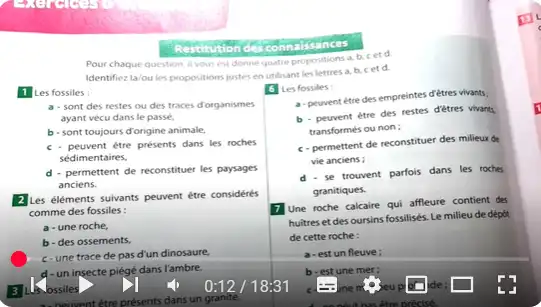 Exercices
Restitution des connaissances
Pour chaque question il vous est donné quatre propositions a, b, c et d.
Identifiez la/ou les propositions justes en utilisant les lettres a, b, c et d.
1 Les fossiles :
a - sont des restes ou des traces d'organismes
ayant vécu dans le passé,
b - sont toujours d'origine animale,
c - peuvent être présents dans les roches
sédimentaires,
d - permettent de reconstituer les paysages
anciens.
2 Les éléments suivants peuvent être considérés
comme des fossiles :
a - une roche,
b - des ossements,
c - une trace de pas d'un dinosaure,
d - un insecte piégé dans l'ambre.
3 Les fossiles
peuvent être présents dans un granite.
6 Les fossiles :
a - peuvent être des empreintes d'êtres vivants ;
b - peuvent être des restes d'êtres vivants,
transformés ou non ;
c - permettent de reconstituer des milieux de
vie anciens ;
d - se trouvent parfois dans les roches
granitiques.
7 Une roche calcaire qui affleure contient des
huîtres et des oursins fossilisés. Le milieu de dépôt
de cette roche :
a - est un fleuve ;
b - est une mer ;
profonde ;
être précisé.
13 L
0:12 / 18:31